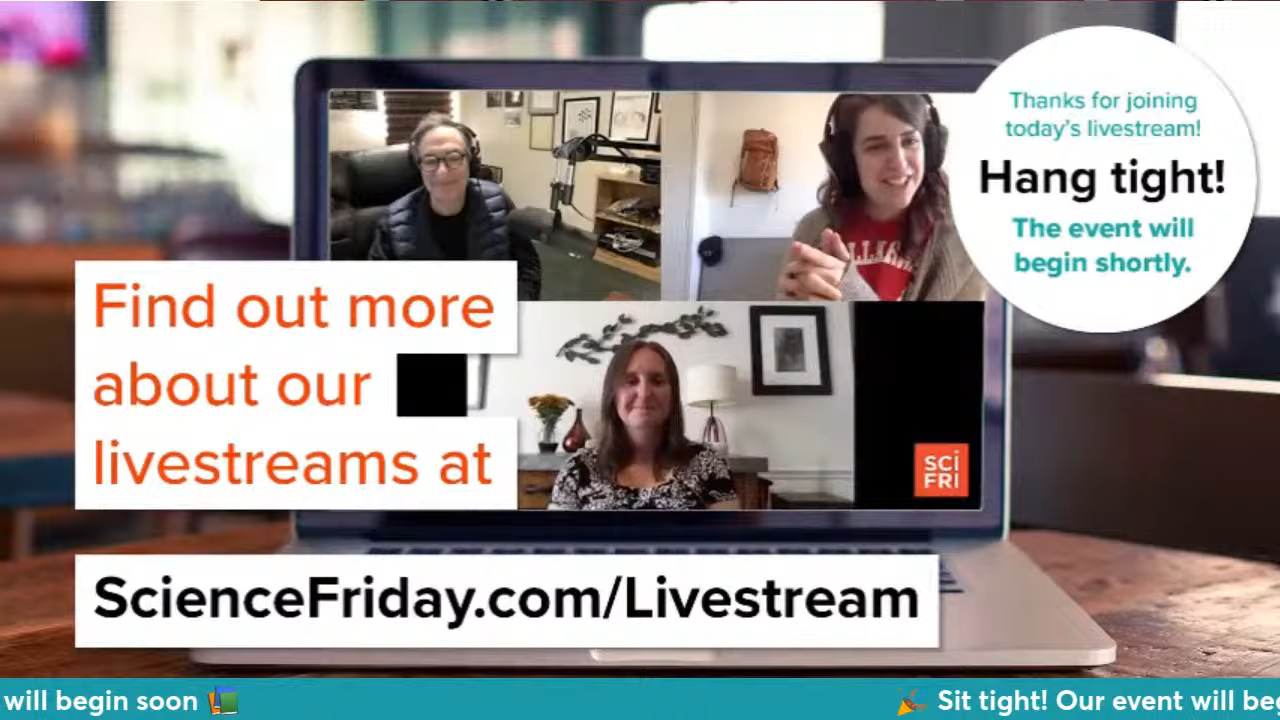 Thanks for joining
today's livestream!
Hang tight!
The event will
begin shortly.
Find out more
about our
livestreams at
SCI
FRI
ScienceFriday.com/Livestream
will begin soon
Sit tight! Our event will be